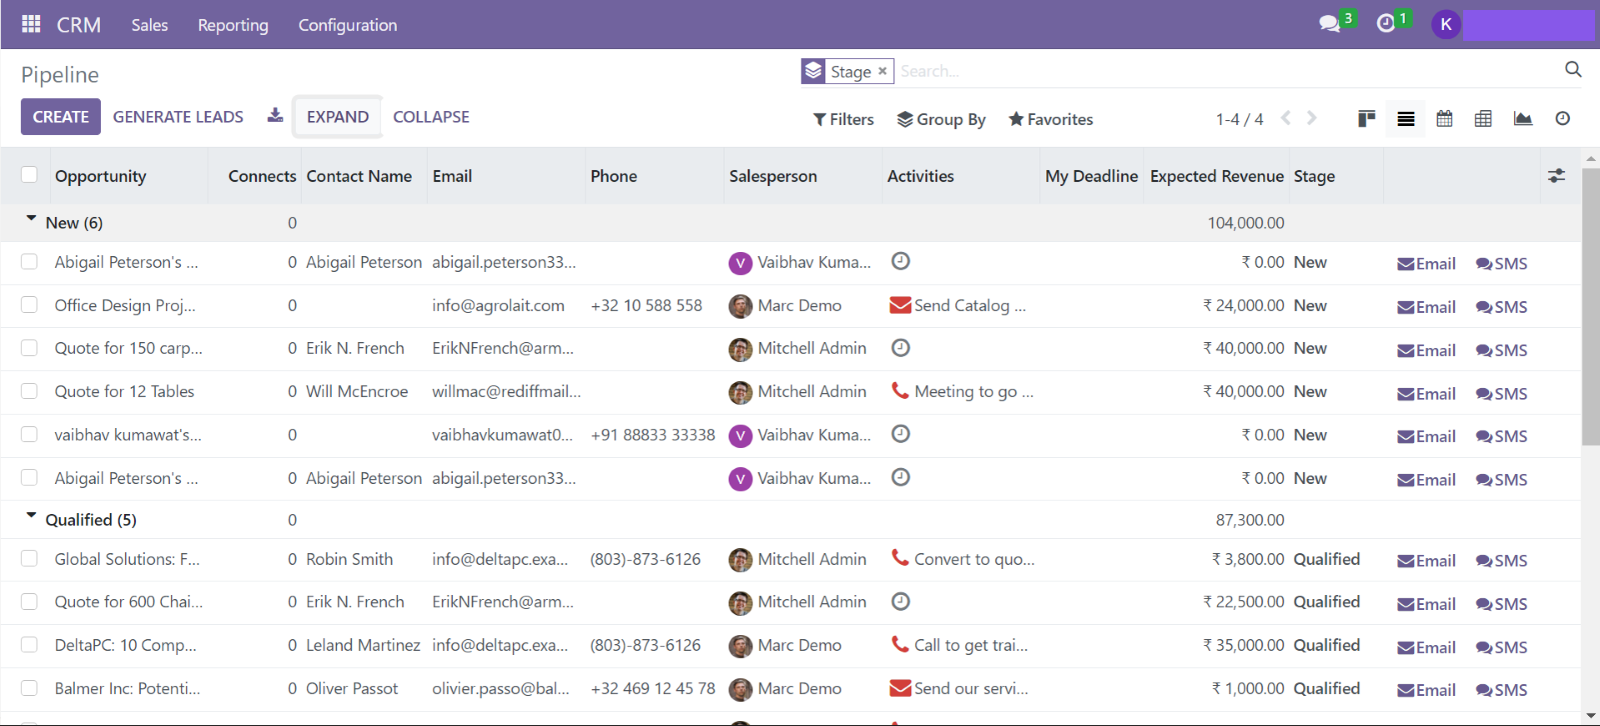 CRM Sales Reporting Configuration 3 1 K
Pipeline Stage × Search...
CREATE GENERATE LEADS EXPAND COLLAPSE Filters Group By Favorites 1-4 / 4
Opportunity Connects Contact Name Email Phone Salesperson Activities My Deadline Expected Revenue Stage
New (6) 0 104,000.00
Abigail Peterson's ... 0 Abigail Peterson abigail.peterson33... V Vaibhav Kuma... ₹ 0.00 New Email SMS
Office Design Proj... 0 info@agrolait.com +32 10 588 558 Marc Demo Send Catalog ... ₹ 24,000.00 New Email SMS
Quote for 150 carp... 0 Erik N. French ErikNFrench@arm... Mitchell Admin ₹ 40,000.00 New Email SMS
Quote for 12 Tables 0 Will McEncroe willmac@rediffmail... Mitchell Admin Meeting to go ... ₹ 40,000.00 New Email SMS
vaibhav kumawat's... 0 vaibhavkumawat0... +91 88833 33338 V Vaibhav Kuma... ₹ 0.00 New Email SMS
Abigail Peterson's ... 0 Abigail Peterson abigail.peterson33... V Vaibhav Kuma... ₹ 0.00 New Email SMS
Qualified (5) 0 87,300.00
Global Solutions: F... 0 Robin Smith info@deltapc.exa... (803)-873-6126 Mitchell Admin Convert to quo... ₹ 3,800.00 Qualified Email SMS
Quote for 600 Chai... 0 Erik N. French ErikNFrench@arm... Mitchell Admin ₹ 22,500.00 Qualified Email SMS
DeltaPC: 10 Comp... 0 Leland Martinez info@deltapc.exa... (803)-873-6126 Marc Demo Call to get trai... ₹ 35,000.00 Qualified Email SMS
Balmer Inc: Potenti... 0 Oliver Passot olivier.passo@bal... +32 469 12 45 78 Marc Demo Send our servi... ₹ 1,000.00 Qualified Email SMS